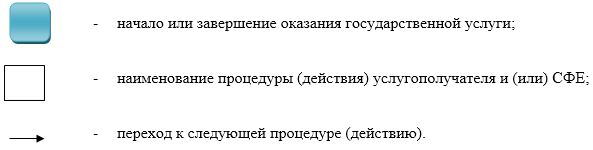 - начало или завершение оказания государственной услуги;
- наименование процедуры (действия) услугополучателя и (или) СФЕ;
- переход к следующей процедуре (действию).